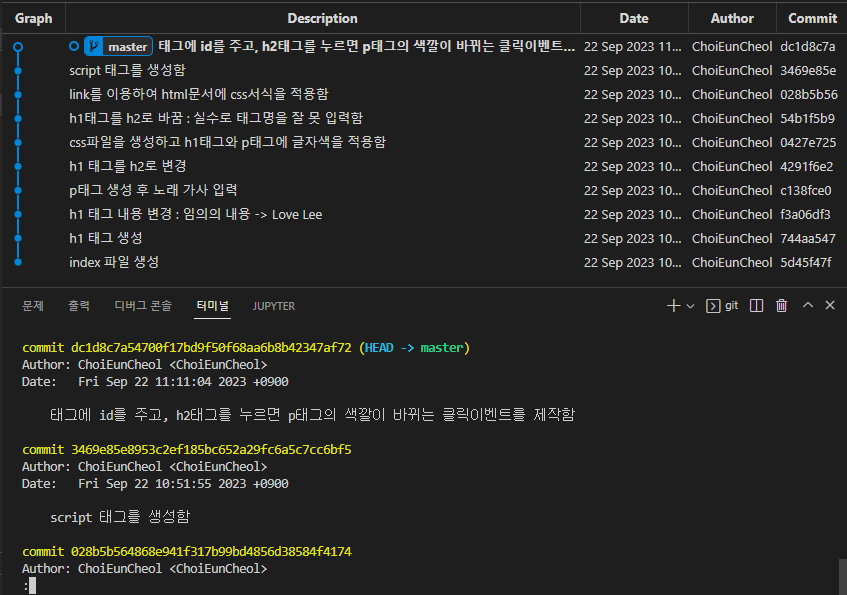 Graph Description Date Author Commit
master 태그에 id를 주고, h2태그를 누르면 p태그의 색깔이 바뀌는 클릭이벤트... 22 Sep 2023 11... ChoiEunCheol dc1d8c7a
script 태그를 생성함 22 Sep 2023 10... ChoiEunCheol 3469e85e
link를 이용하여 html문서에 css서식을 적용함 22 Sep 2023 10... ChoiEunCheol 028b5b56
h1태그를 h2로 바꿈 : 실수로 태그명을 잘 못 입력함 22 Sep 2023 10... ChoiEunCheol 54b1f5b9
css파일을 생성하고 h1태그와 p태그에 글자색을 적용함 22 Sep 2023 10... ChoiEunCheol 0427e725
h1 태그를 h2로 변경 22 Sep 2023 10... ChoiEunCheol 4291f6e2
p태그 생성 후 노래 가사 입력 22 Sep 2023 10... ChoiEunCheol c138fce0
h1 태그 내용 변경 : 임의의 내용 -> Love Lee 22 Sep 2023 10... ChoiEunCheol f3a06df3
h1 태그 생성 22 Sep 2023 10... ChoiEunCheol 744aa547
index 파일 생성 22 Sep 2023 10... ChoiEunCheol 5d45f47f
문제 출력 디버그 콘솔 터미널 JUPYTER git
commit dc1d8c7a54700f17bd9f50f68aa6b8b42347af72 (HEAD -> master)
Author: ChoiEunCheol <ChoiEunCheol>
Date: Fri Sep 22 11:11:04 2023 +0900
태그에 id를 주고, h2태그를 누르면 p태그의 색깔이 바뀌는 클릭이벤트를 제작함
commit 3469e85e8953c2ef185bc652a29fc6a5c7cc6bf5
Author: ChoiEunCheol <ChoiEunCheol>
Date: Fri Sep 22 10:51:55 2023 +0900
script 태그를 생성함
commit 028b5b564868e941f317b99bd4856d38584f4174
Author: ChoiEunCheol <ChoiEunCheol>
: